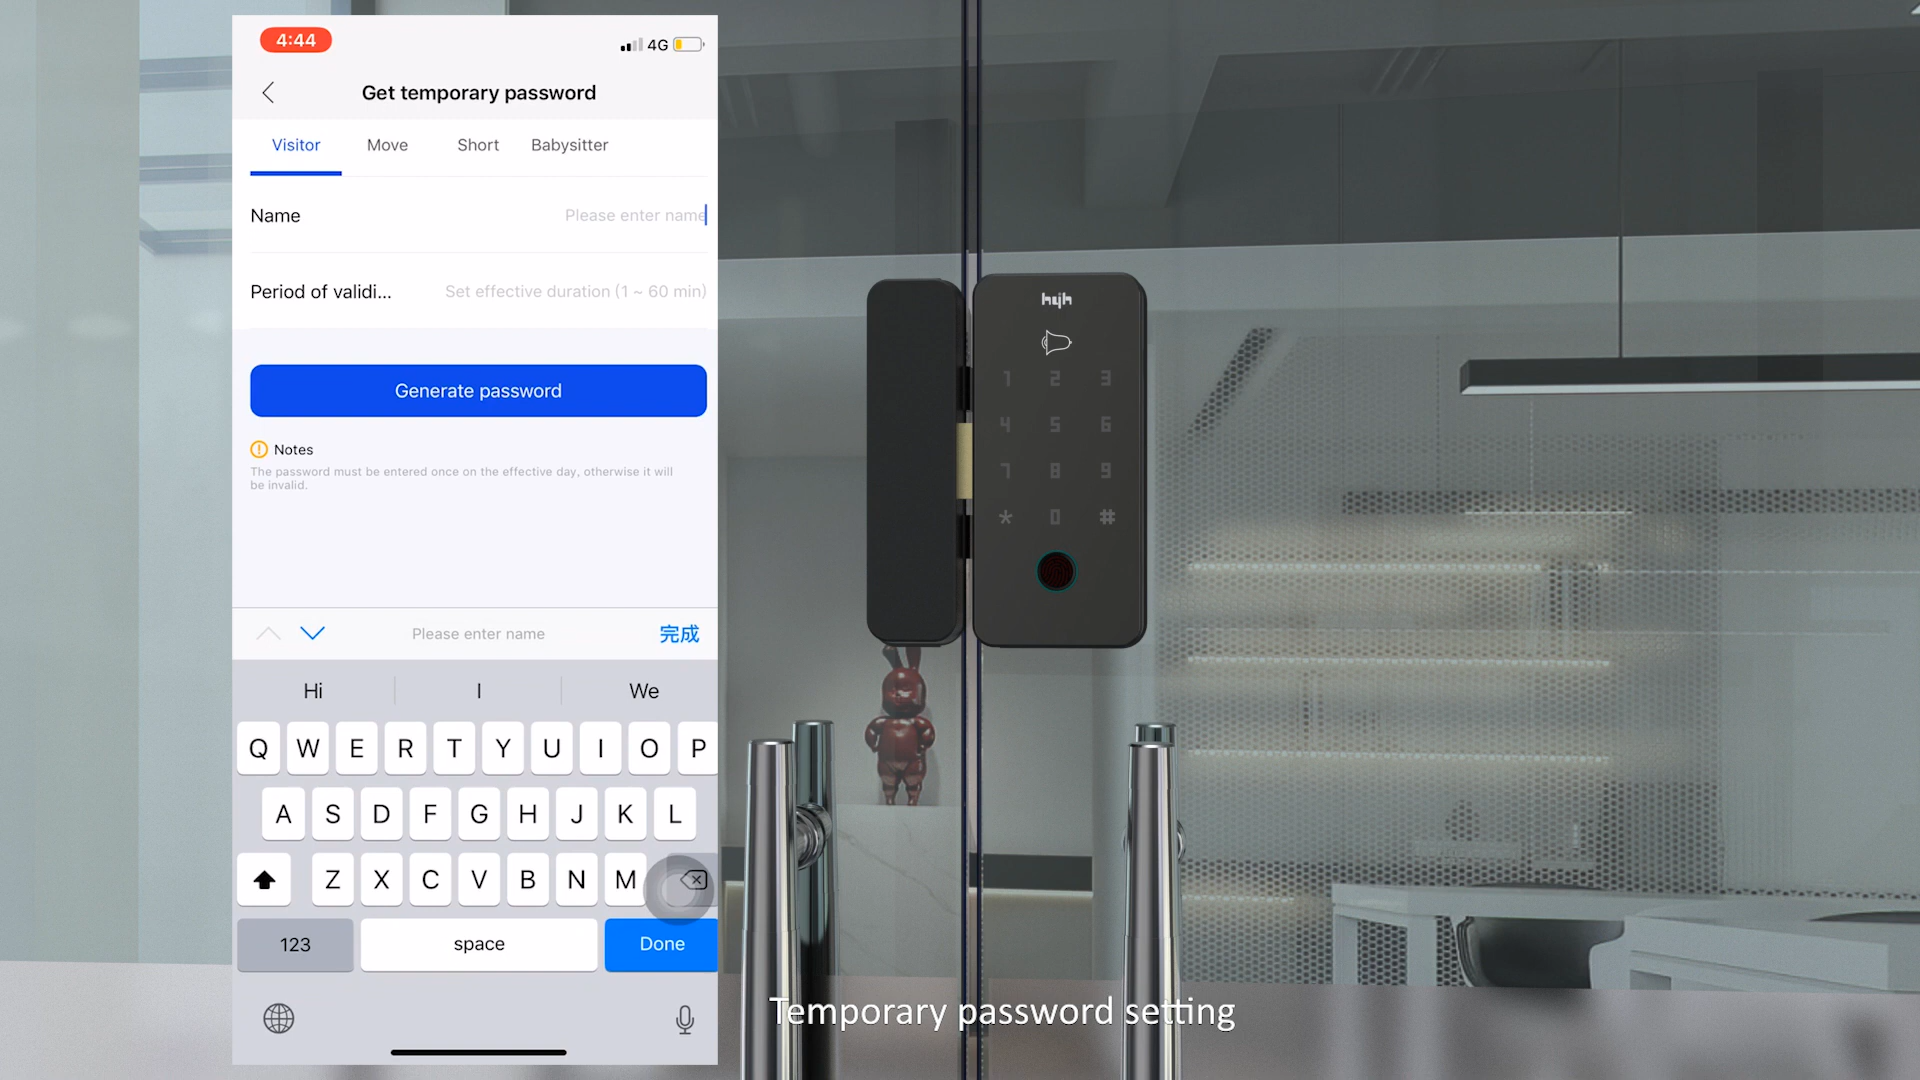 4:44
4G
Get temporary password
Visitor
Move
Short
Babysitter
Name
Please enter name
Period of validi...
Set effective duration (1 ~ 60 min)
Generate password
Notes
The password must be entered once on the effective day, otherwise it will
be invalid.
Please enter name
完成
Hi
I
We
Q W E R T Y U I O P
A S D F G H J K L
Z X C V B N M
123
space
Done
hyh
1 2 3
4 5 6
7 8 9
* 0 #
Temporary password setting